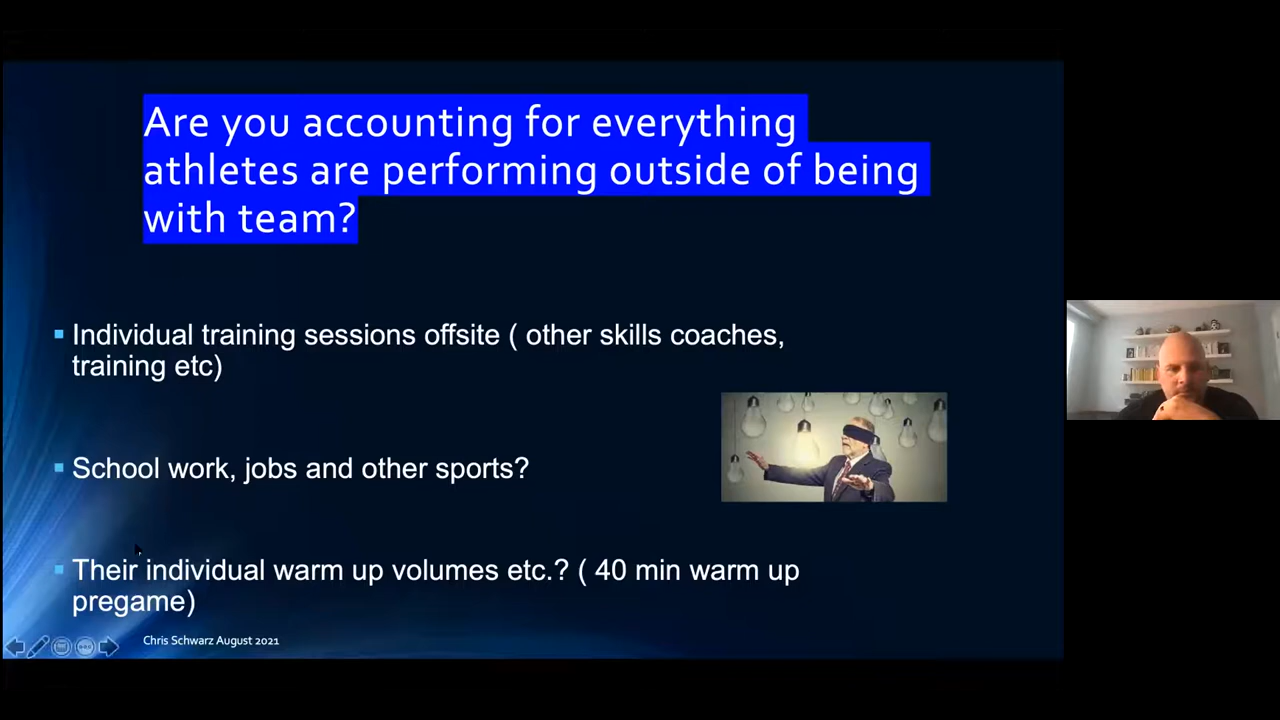 Are you accounting for everything
athletes are performing outside of being
with team?
Individual training sessions offsite ( other skills coaches,
training etc)
School work, jobs and other sports?
Their individual warm up volumes etc.? ( 40 min warm up
pregame)
Chris Schwarz August 2021